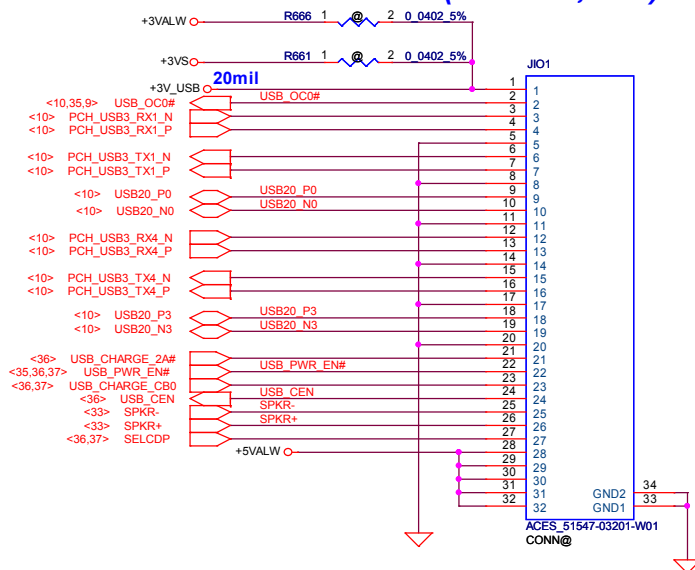 +3VALW R666 1 @ 2 0_0402_5%
+3VS R661 1 @ 2 0_0402_5%
JIO1
+3V_USB 20mil 1 1
<10,35,9> USB_OC0# USB_OC0# 2 2
<10> PCH_USB3_RX1_N 3 3
<10> PCH_USB3_RX1_P 4 4
5 5
<10> PCH_USB3_TX1_N 6 6
<10> PCH_USB3_TX1_P 7 7
8 8
<10> USB20_P0 USB20_P0 9 9
<10> USB20_N0 USB20_N0 10 10
11 11
<10> PCH_USB3_RX4_N 12 12
<10> PCH_USB3_RX4_P 13 13
14 14
<10> PCH_USB3_TX4_N 15 15
<10> PCH_USB3_TX4_P 16 16
17 17
<10> USB20_P3 USB20_P3 18 18
<10> USB20_N3 USB20_N3 19 19
20 20
<36> USB_CHARGE_2A# 21 21
<35,36,37> USB_PWR_EN# USB_PWR_EN# 22 22
<36,37> USB_CHARGE_CB0 23 23
<36> USB_CEN USB_CEN 24 24
<33> SPKR- SPKR- 25 25
<33> SPKR+ SPKR+ 26 26
<36,37> SELCDP 27 27
+5VALW 28 28
29 29
30 30
31 31 GND2 34
32 32 GND1 33
ACES_51547-03201-W01
CONN@